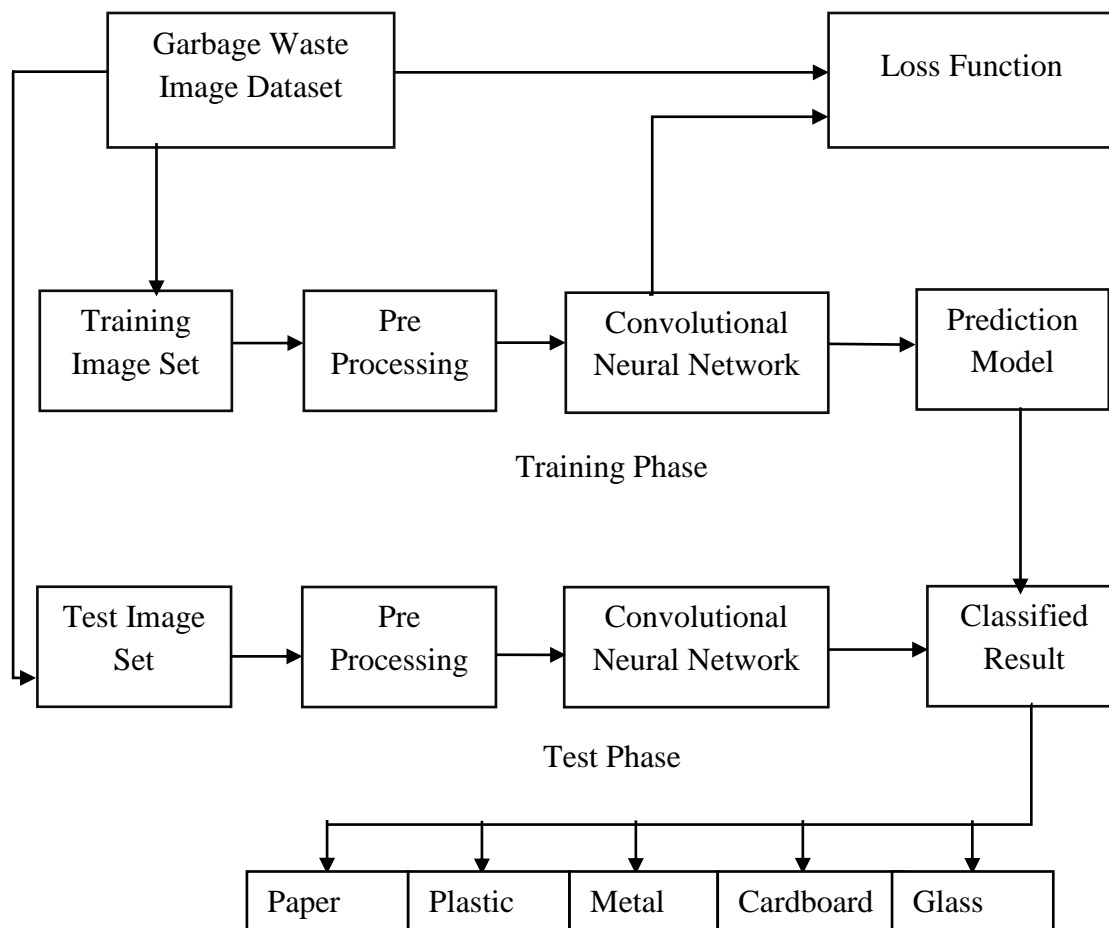 Garbage Waste
Image Dataset
Loss Function
Training
Image Set
Pre
Processing
Convolutional
Neural Network
Prediction
Model
Training Phase
Test Image
Set
Pre
Processing
Convolutional
Neural Network
Classified
Result
Test Phase
Paper
Plastic
Metal
Cardboard
Glass